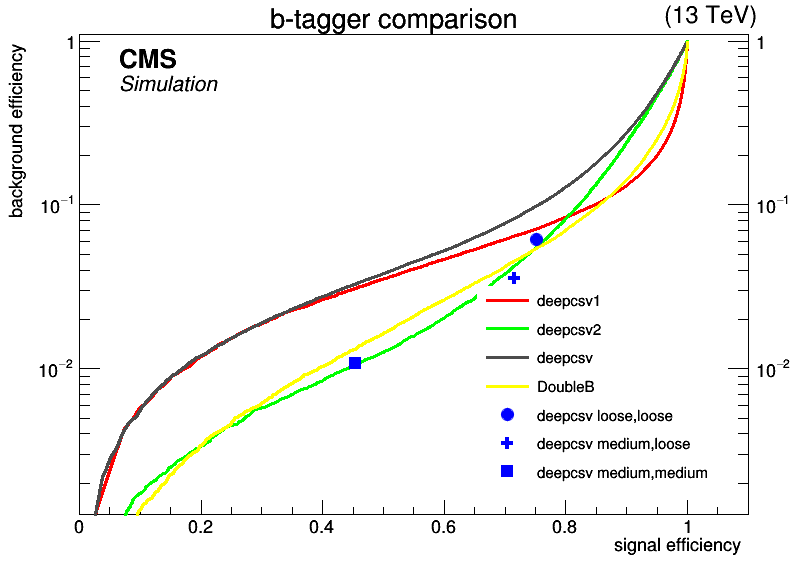 b-tagger comparison
(13 TeV)
CMS
Simulation
background efficiency
1
10⁻¹
10⁻²
1
10⁻¹
10⁻²
deepcsv1
deepcsv2
deepcsv
DoubleB
deepcsv loose,loose
deepcsv medium,loose
deepcsv medium,medium
0 0.2 0.4 0.6 0.8 1
signal efficiency